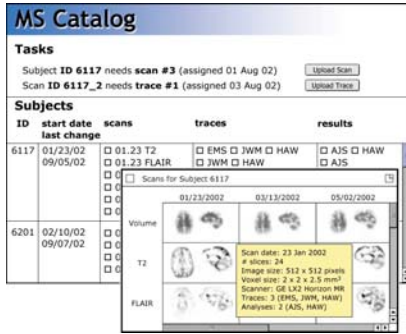 MS Catalog
Tasks
Subject ID 6117 needs scan #3 (assigned 01 Aug 02) Upload Scan
Scan ID 6117_2 needs trace #1 (assigned 03 Aug 02) Upload Trace
Subjects
ID start date scans traces results
last change
6117 01/23/02 01.23 T2 EMS JWM HAW AJS HAW
09/05/02 01.23 FLAIR JWM HAW AJS
Scans for Subject 6117
01/23/2002 03/13/2002 05/02/2002
Volume
6201 02/10/02
09/07/02
T2
Scan date: 23 Jan 2002
# slices: 24
Image size: 512 x 512 pixels
Voxel size: 2 x 2 x 2.5 mm³
Scanner: GE LX2 Horizon MR
Traces: 3 (EMS, JWM, HAW)
Analyses: 2 (AJS, HAW)
FLAIR